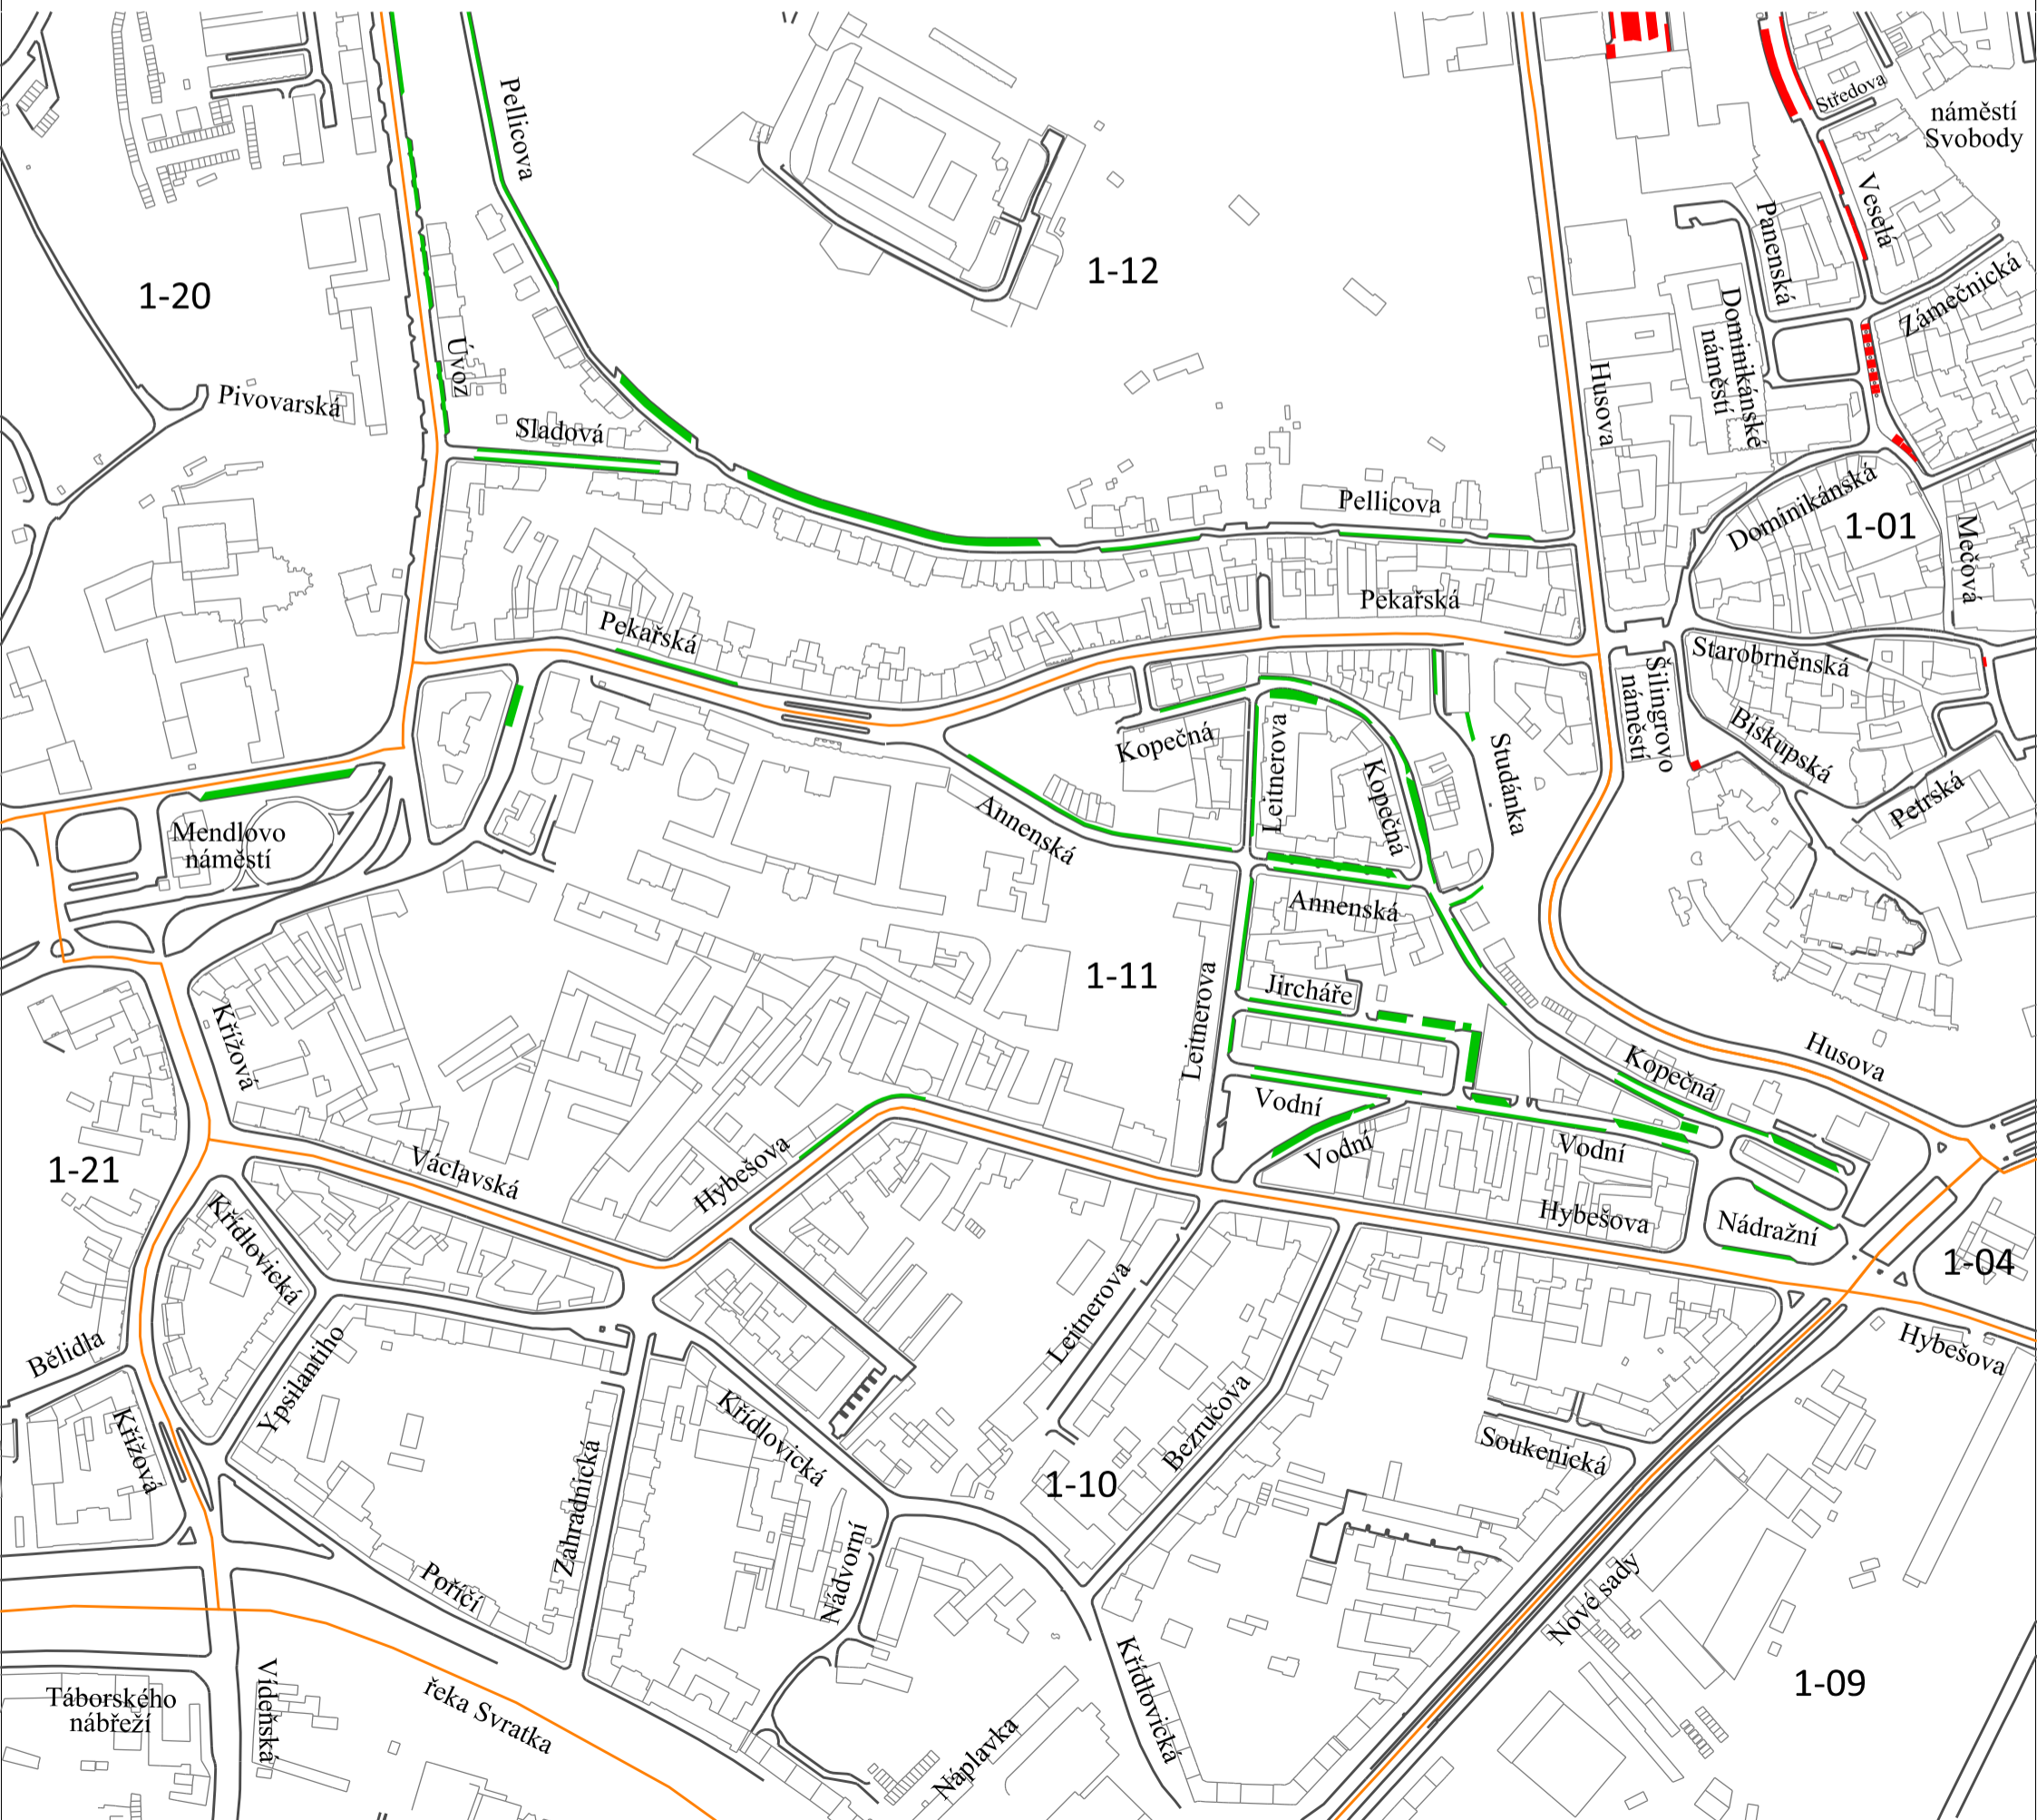 Pellicova
Středova
náměstí
Svobody
Veselá
Panenská
1-12
1-20
Zámečnická
Dominikánské
náměstí
Úvoz
Husova
Pivovarská
Sladová
Pellicova
Dominikánská
1-01
Mečová
Pekařská
Pekařská
Starobrněnská
Šilingrovo
náměstí
Biskupská
Kopečná
Leitnerova
Kopečná
Studánka
Petrská
Annenská
Mendlovo
náměstí
Annenská
1-11
Jircháře
Leitnerova
Křížová
Husova
Kopečná
Vodní
Vodní
Vodní
1-21
Václavská
Hybešova
Hybešova
Nádražní
1-04
Křídlovická
Leitnerova
Hybešova
Bělidla
Ypsilantiho
Křížová
Křídlovická
Bezručova
Soukenická
1-10
Zahradnická
Nádvorní
Poříčí
Nové sady
Křídlovická
1-09
Táborského
nábřeží
Vídeňská
řeka Svratka
Náplavka